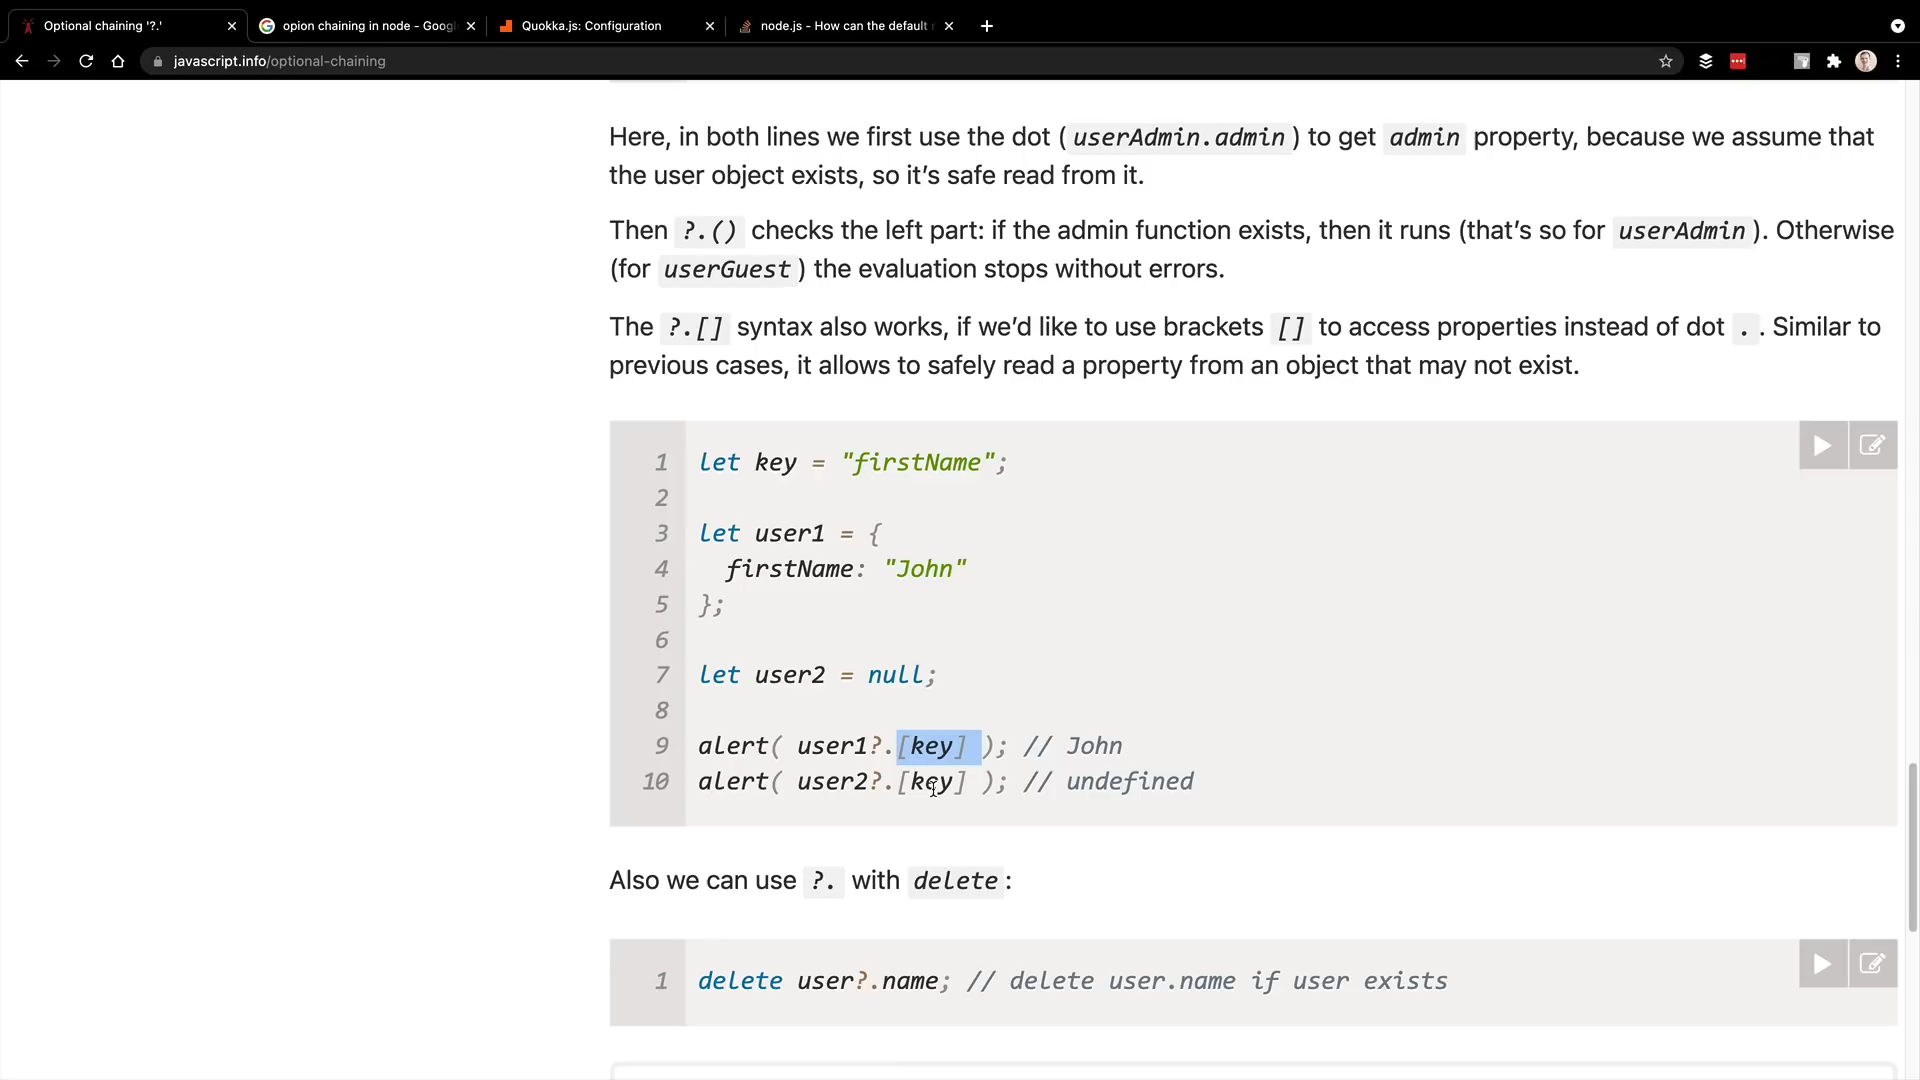 Optional chaining '?.'
opion chaining in node - Goog
Quokka.js: Configuration
node.js - How can the default
javascript.info/optional-chaining
Here, in both lines we first use the dot ( userAdmin.admin ) to get admin property, because we assume that
the user object exists, so it’s safe read from it.
Then ?.() checks the left part: if the admin function exists, then it runs (that’s so for userAdmin ). Otherwise
(for userGuest ) the evaluation stops without errors.
The ?.[] syntax also works, if we’d like to use brackets [] to access properties instead of dot . . Similar to
previous cases, it allows to safely read a property from an object that may not exist.
1 let key = "firstName";
2
3 let user1 = {
4 firstName: "John"
5 };
6
7 let user2 = null;
8
9 alert( user1?.[key] ); // John
10 alert( user2?.[key] ); // undefined
Also we can use ?. with delete :
1 delete user?.name; // delete user.name if user exists